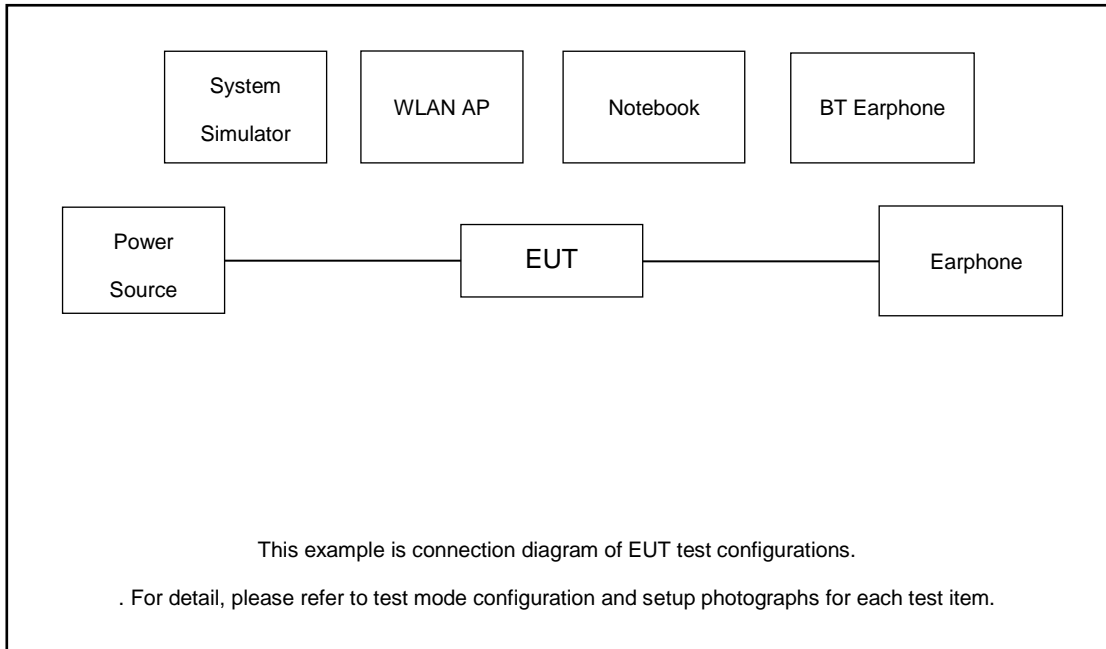 System
Simulator
WLAN AP
Notebook
BT Earphone
Power
Source
EUT
Earphone
This example is connection diagram of EUT test configurations.
. For detail, please refer to test mode configuration and setup photographs for each test item.